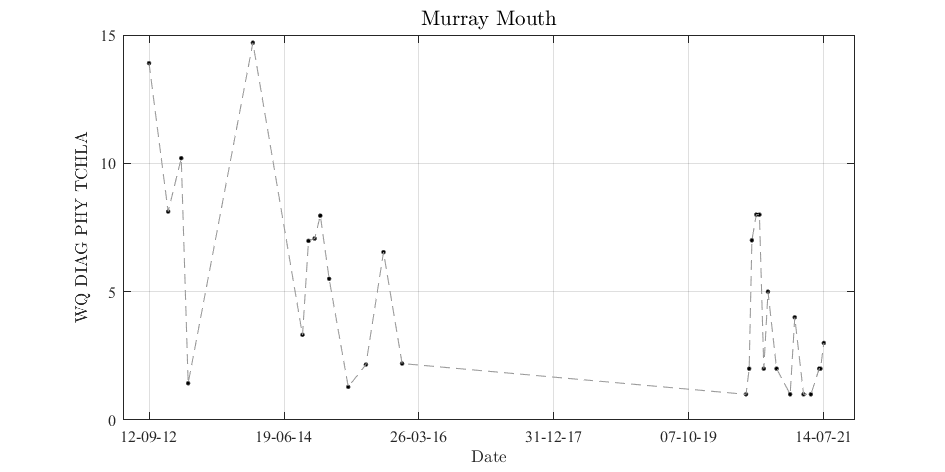 Murray Mouth
WQ DIAG PHY TCHLA
15
10
5
0
12-09-12 19-06-14 26-03-16 31-12-17 07-10-19 14-07-21
Date